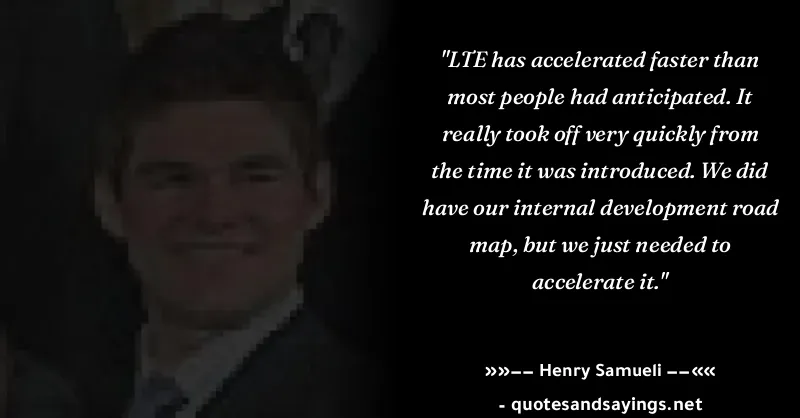 "LTE has accelerated faster than
most people had anticipated. It
really took off very quickly from
the time it was introduced. We did
have our internal development road
map, but we just needed to
accelerate it."
»»−− Henry Samueli −−««
- quotesandsayings.net